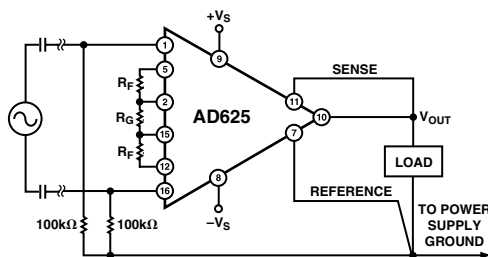 +VS
1
9
5
RF
SENSE
2
11
RG
AD625
10
VOUT
15
7
RF
12
LOAD
8
16
REFERENCE
–VS
TO POWER
SUPPLY
GROUND
100kΩ
100kΩ